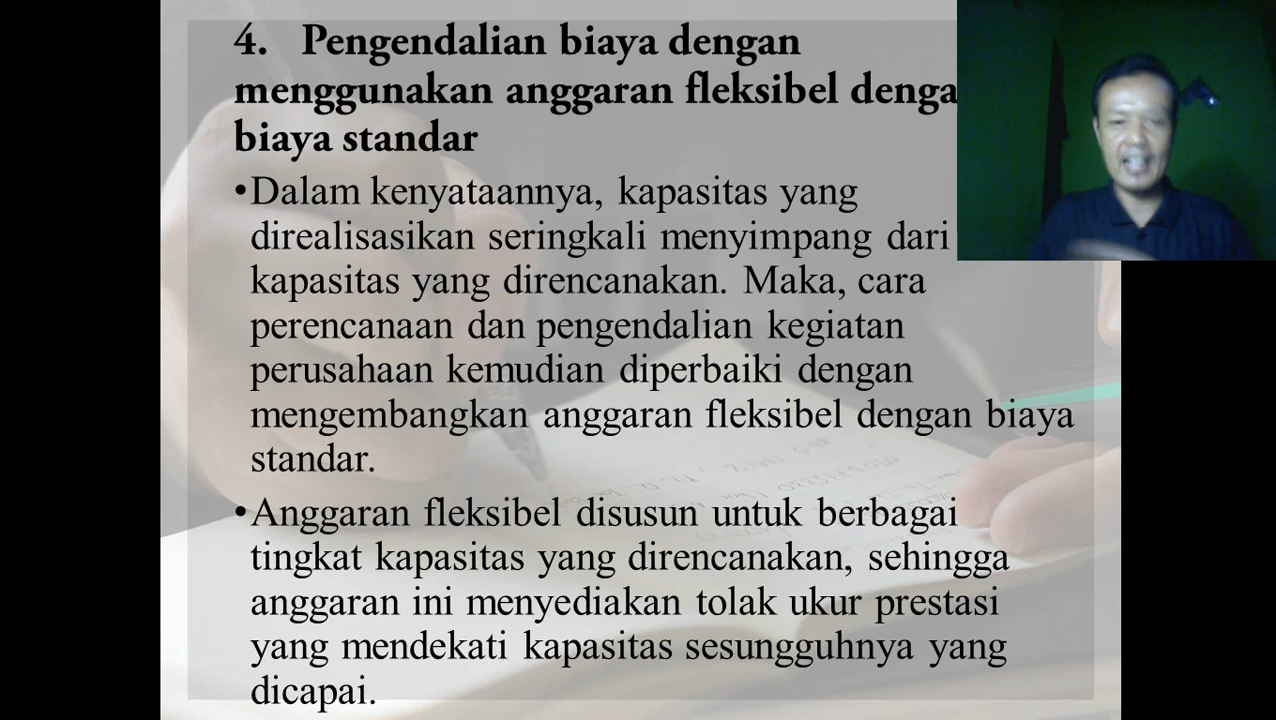 4. Pengendalian biaya dengan
menggunakan anggaran fleksibel denga
biaya standar
•Dalam kenyataannya, kapasitas yang
direalisasikan seringkali menyimpang dari
kapasitas yang direncanakan. Maka, cara
perencanaan dan pengendalian kegiatan
perusahaan kemudian diperbaiki dengan
mengembangkan anggaran fleksibel dengan biaya
standar.
•Anggaran fleksibel disusun untuk berbagai
tingkat kapasitas yang direncanakan, sehingga
anggaran ini menyediakan tolak ukur prestasi
yang mendekati kapasitas sesungguhnya yang
dicapai.